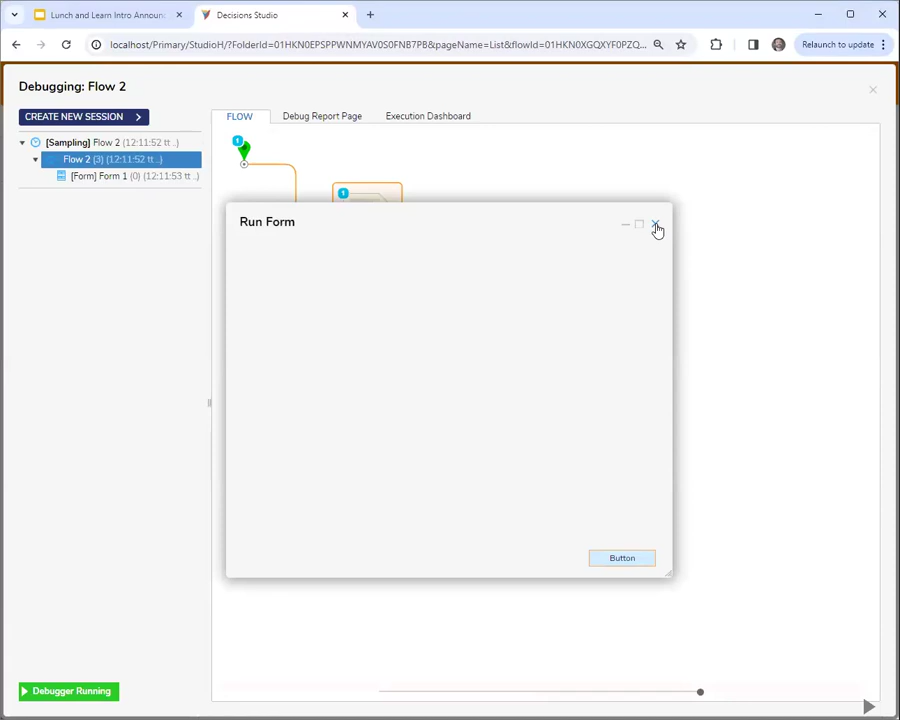 Lunch and Learn Intro Announc
Decisions Studio
localhost/Primary/StudioH/?FolderId=01HKN0EPSPPWNMYAV0S0FNB7PB&pageName=List&flowId=01HKN0XGQXYF0PZQ...
Relaunch to update
Debugging: Flow 2
CREATE NEW SESSION
FLOW
Debug Report Page
Execution Dashboard
[Sampling] Flow 2 (12:11:52 tt ..)
Flow 2 (3) (12:11:52 tt ..)
[Form] Form 1 (0) (12:11:53 tt ..)
1
1
Run Form
Button
Debugger Running